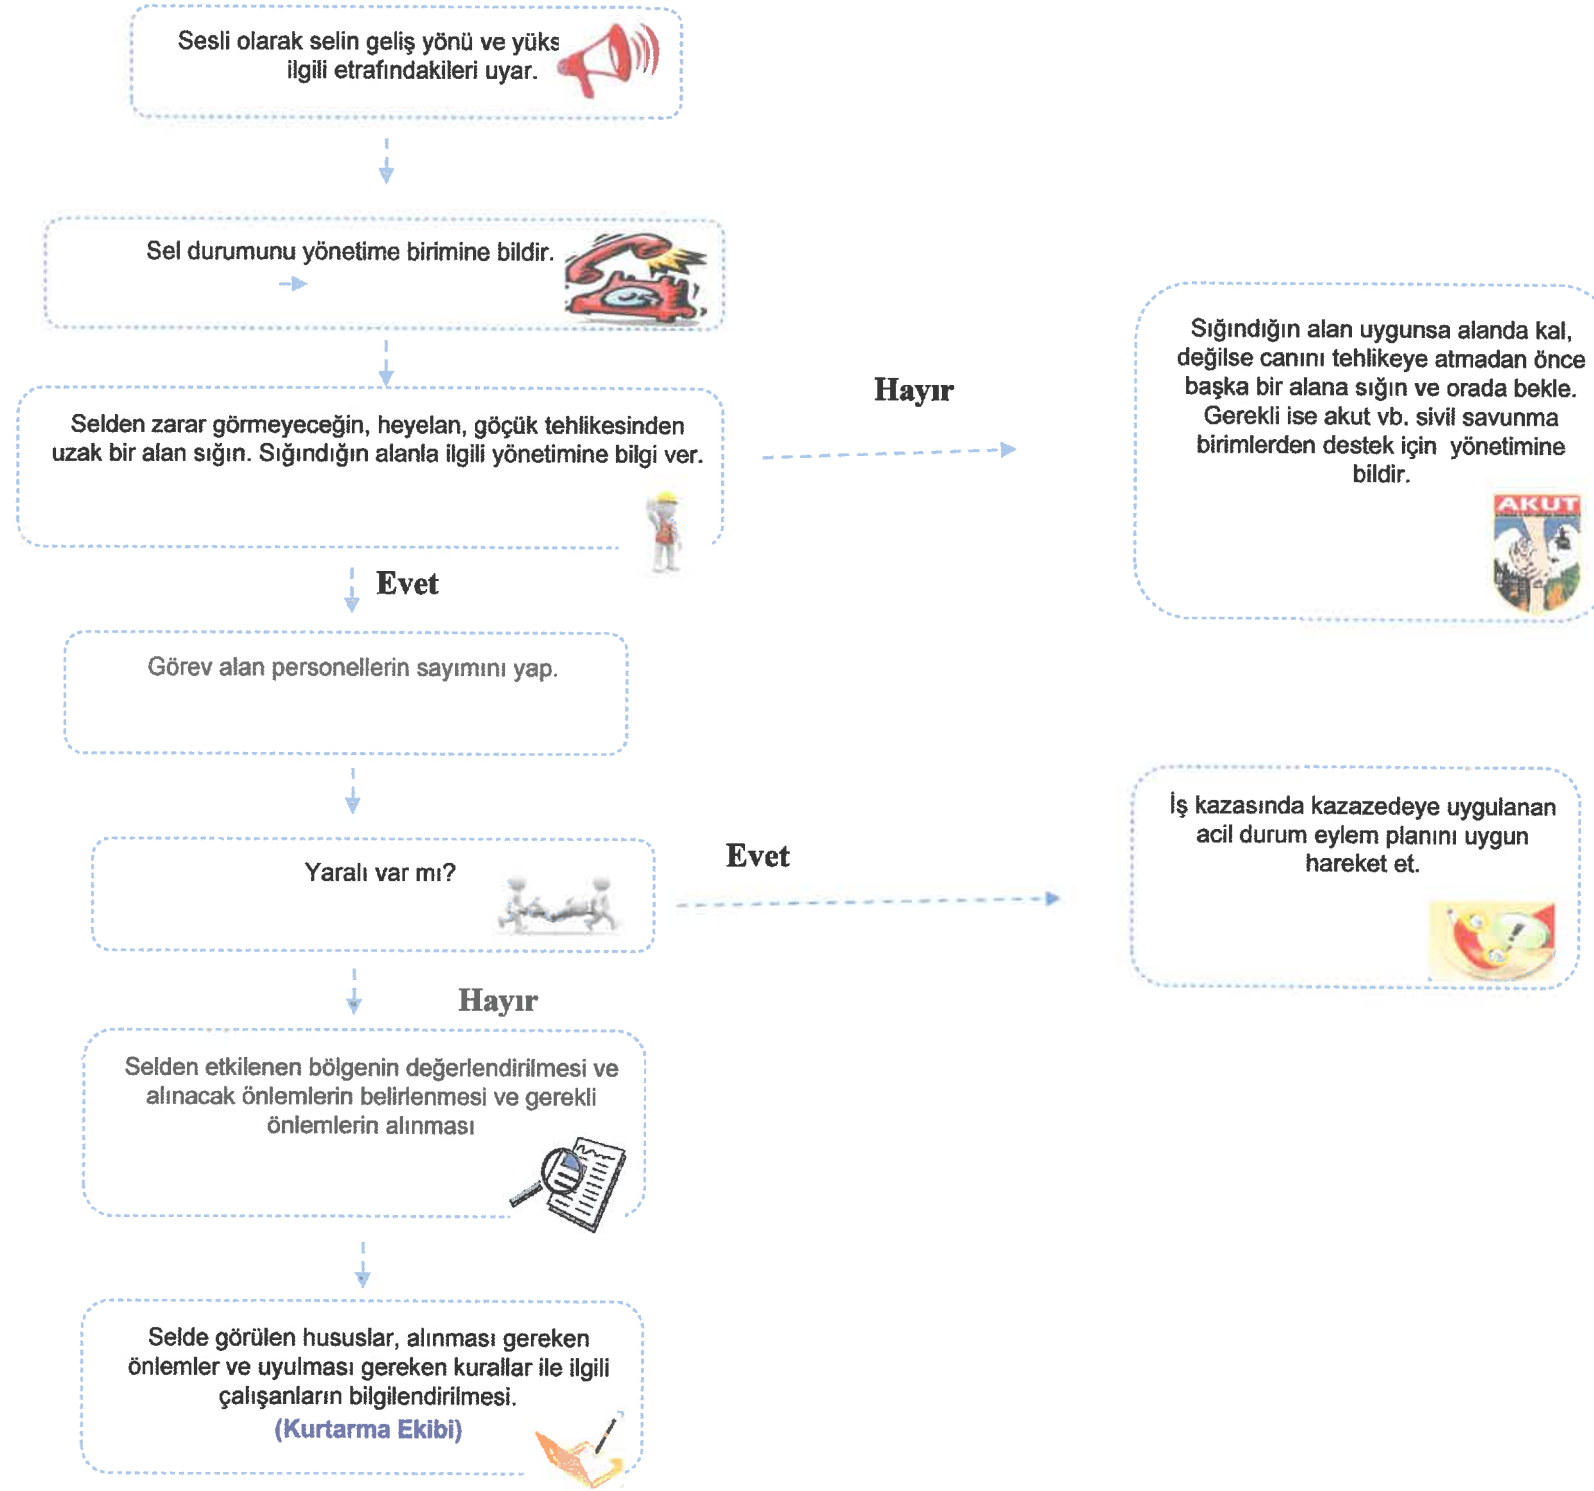 Sesli olarak selin geliş yönü ve yüks
ilgili etrafındakileri uyar.
Sel durumunu yönetime birimine bildir.
Selden zarar görmeyeceğin, heyelan, göçük tehlikesinden
uzak bir alan sığın. Sığındığın alanla ilgili yönetimine bilgi ver.
Hayır
Sığındığın alan uygunsa alanda kal,
değilse canını tehlikeye atmadan önce
başka bir alana sığın ve orada bekle.
Gerekli ise akut vb. sivil savunma
birimlerden destek için yönetimine
bildir.
AKUT
Evet
Görev alan personellerin sayımını yap.
Yaralı var mı?
Evet
İş kazasında kazazedeye uygulanan
acil durum eylem planını uygun
hareket et.
Hayır
Selden etkilenen bölgenin değerlendirilmesi ve
alınacak önlemlerin belirlenmesi ve gerekli
önlemlerin alınması
Selde görülen hususlar, alınması gereken
önlemler ve uyulması gereken kurallar ile ilgili
çalışanların bilgilendirilmesi.
(Kurtarma Ekibi)